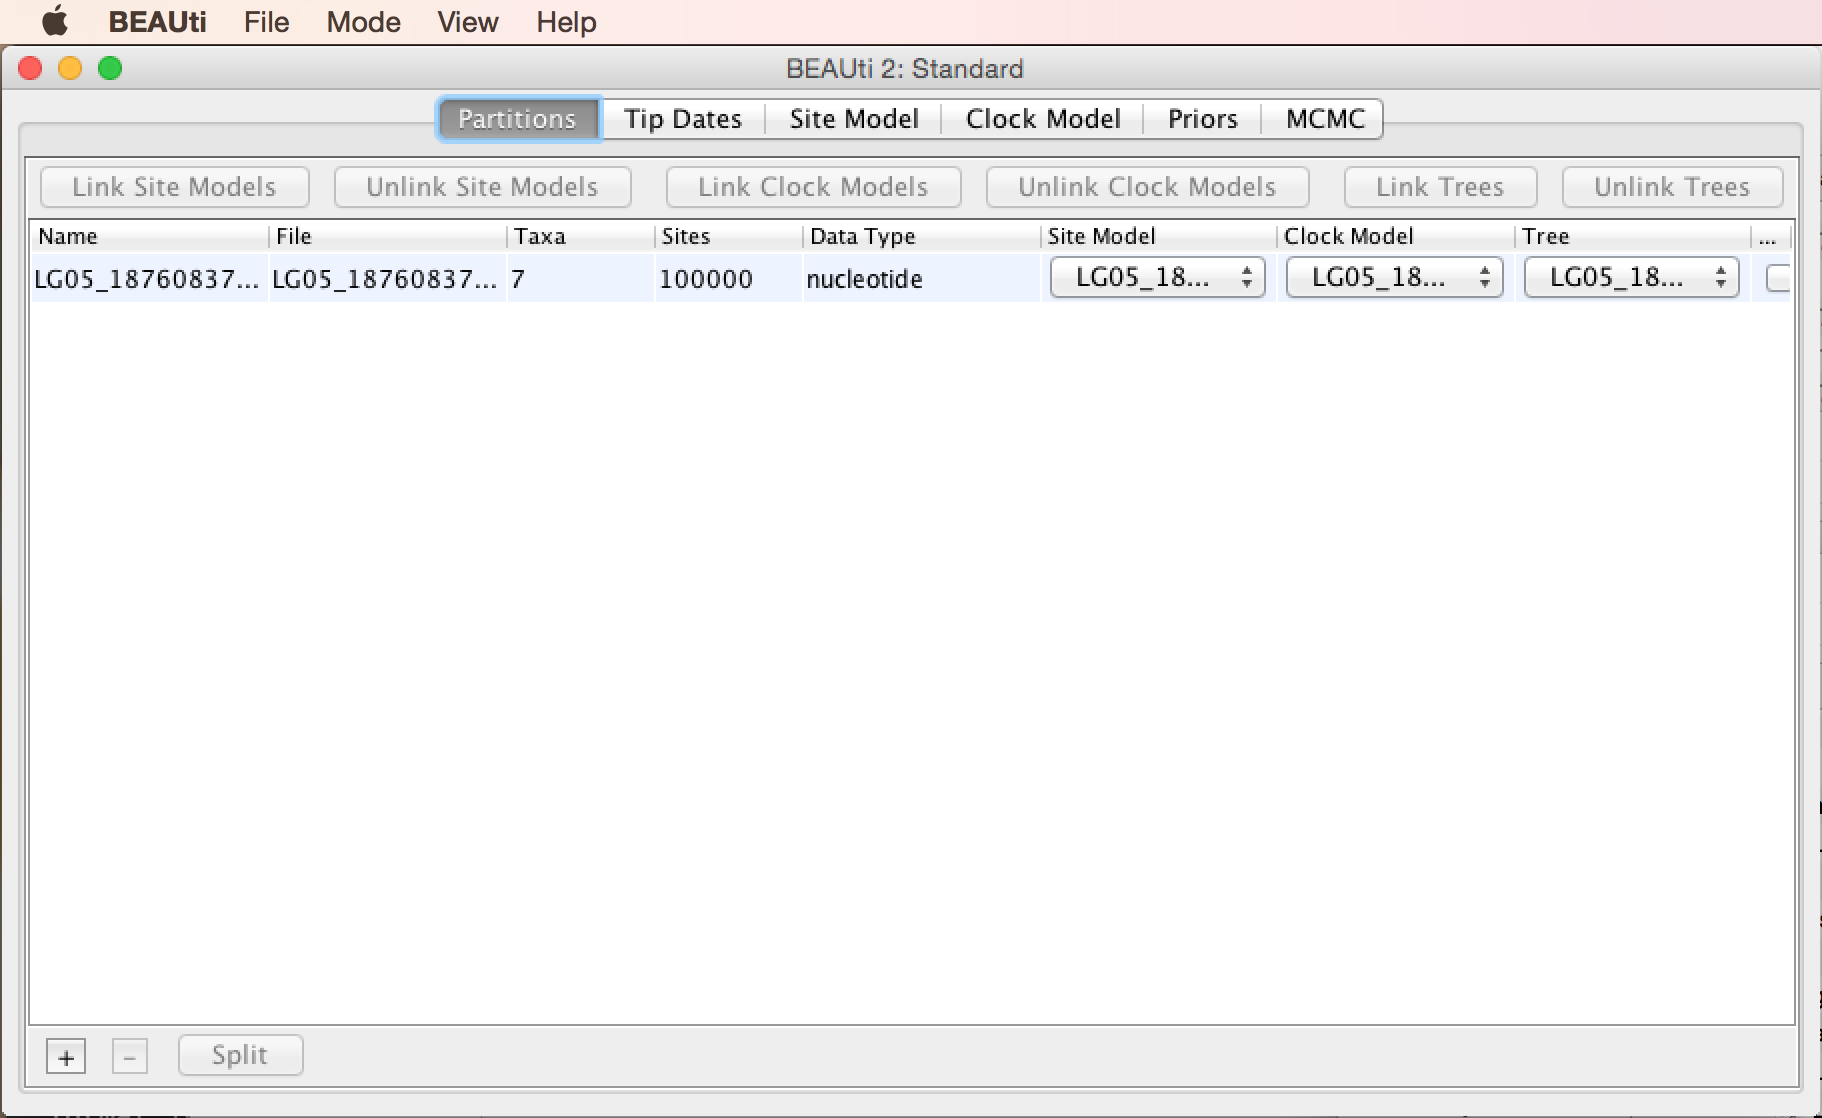 BEAUti File Mode View Help
BEAUti 2: Standard
Partitions Tip Dates Site Model Clock Model Priors MCMC
Link Site Models Unlink Site Models Link Clock Models Unlink Clock Models Link Trees Unlink Trees
Name File Taxa Sites Data Type Site Model Clock Model Tree ...
LG05_18760837... LG05_18760837... 7 100000 nucleotide LG05_18... LG05_18... LG05_18...
+ - Split